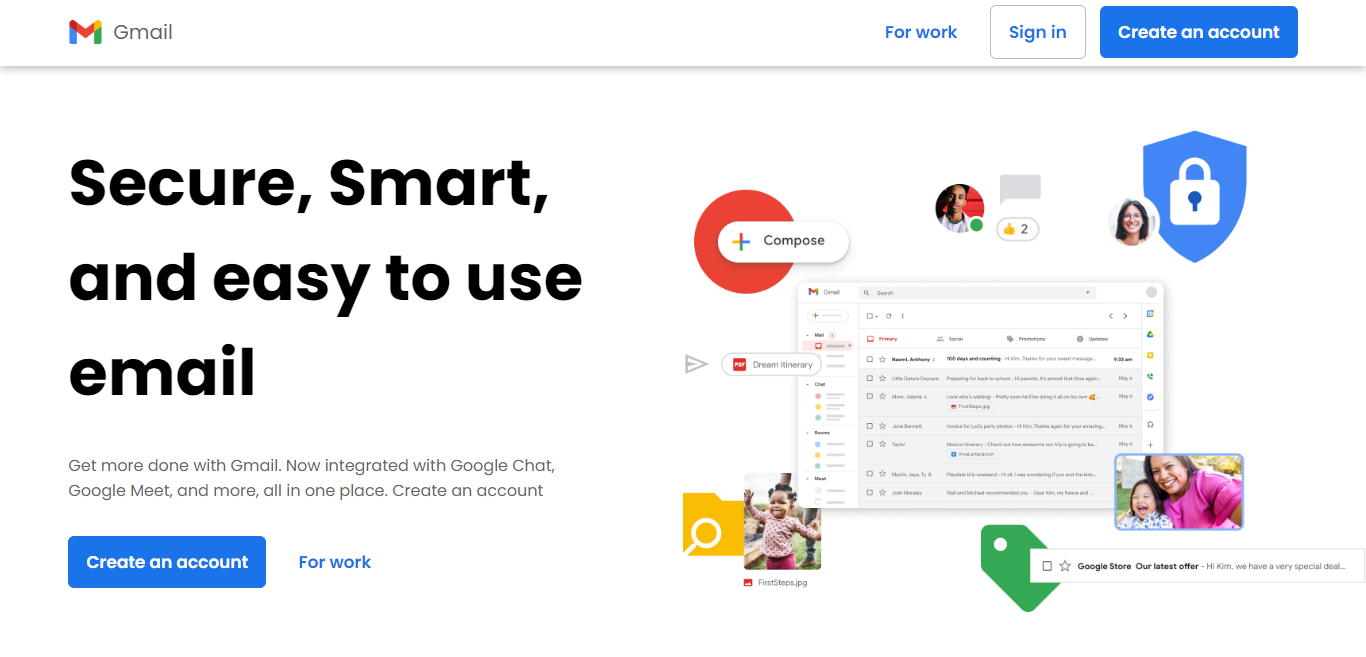 Gmail
For work
Sign in
Create an account
Secure, Smart,
and easy to use
email
Get more done with Gmail. Now integrated with Google Chat,
Google Meet, and more, all in one place. Create an account
Create an account
For work
👍 2
Compose
Gmail
Search
Mail
Primary
Social
Promotions
Updates
Naomi, Anthony 2 100 days and counting - Hi Kim, Thanks for your sweet message... 9:33 am
PDF Dream itinerary
Little Gators Daycare Preparing for back to school - Hi parents, It's almost that time again... May 6
Chat
Mom, Valerie 6 Look who's walking! - Pretty soon he'll be doing it all on his own 🥰... May 6
FirstSteps.jpg
Jane Bennett Invoice for Lyd's party photos - Hi Kim, Thanks again for your amazing... May 6
Rooms
Taylor Mexico Itinerary - Check out how awesome our trip is going to be... May 6
VivaLaVacation
Martin, Jaya, Ty 8 Playdate this weekend - Hi all, I was wondering if you and the kids...
Meet
Josh Morales Niall and Michael recommended you - Dear Kim, my fiance and ...
Google Store Our latest offer - Hi Kim, we have a very special deal...
FirstSteps.jpg